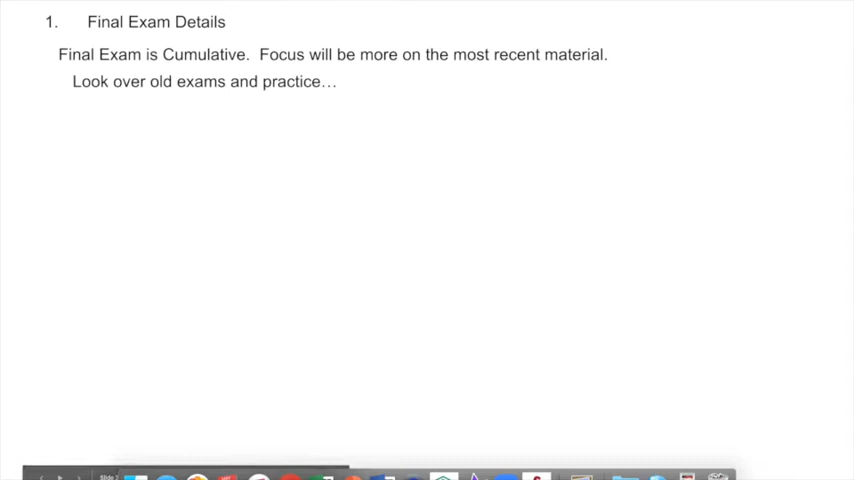 1. Final Exam Details
Final Exam is Cumulative. Focus will be more on the most recent material.
Look over old exams and practice…